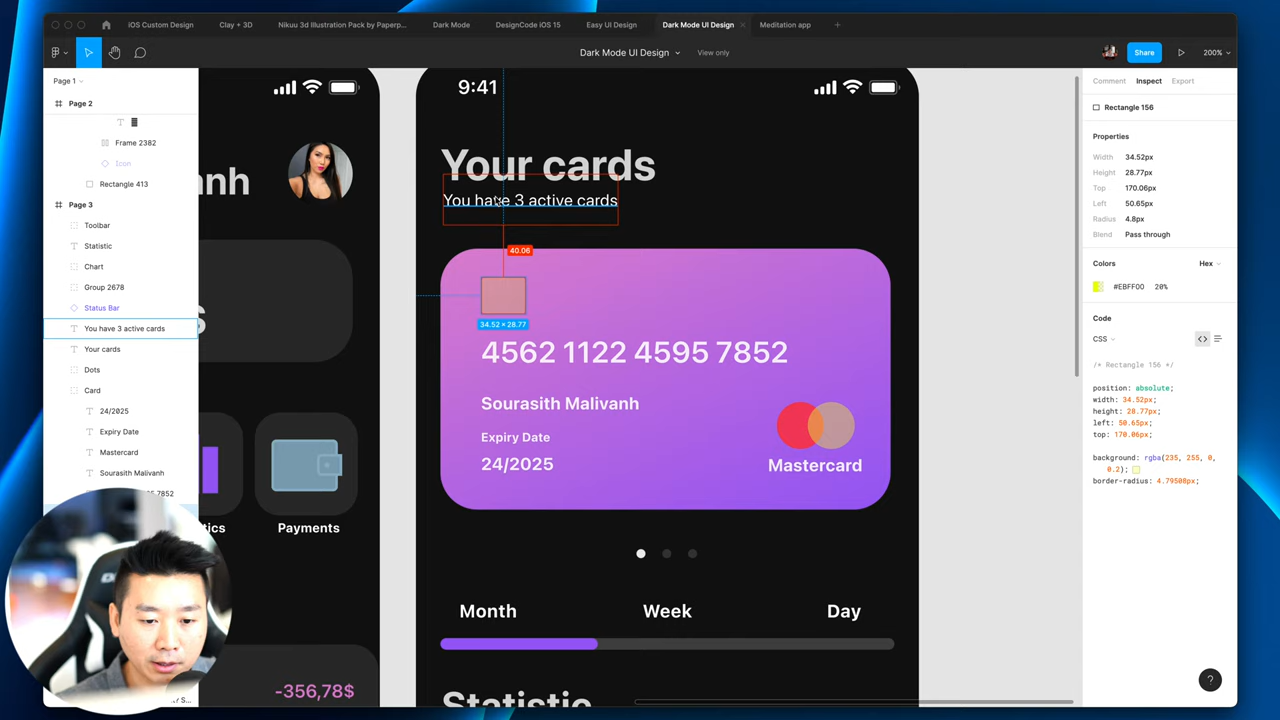 iOS Custom Design
Clay + 3D
Nikuu 3d Illustration Pack by Paperp...
Dark Mode
DesignCode iOS 15
Easy UI Design
Dark Mode UI Design
Meditation app
Dark Mode UI Design
View only
Share
200%
Page 1
Page 2
Frame 2382
Icon
Rectangle 413
Page 3
Toolbar
Statistic
Chart
Group 2678
Status Bar
You have 3 active cards
Your cards
Dots
Card
24/2025
Expiry Date
Mastercard
Sourasith Malivanh
7852
anh
Payments
-356,78$
9:41
Your cards
You have 3 active cards
40.06
34.52 × 28.77
4562 1122 4595 7852
Sourasith Malivanh
Expiry Date
24/2025
Mastercard
Month
Week
Day
Statistic
Comment
Inspect
Export
Rectangle 156
Properties
Width 34.52px
Height 28.77px
Top 170.06px
Left 50.65px
Radius 4.8px
Blend Pass through
Colors
Hex
#EBFF00 20%
Code
CSS
/* Rectangle 156 */
position: absolute;
width: 34.52px;
height: 28.77px;
left: 50.65px;
top: 170.06px;
background: rgba(235, 255, 0,
0.2);
border-radius: 4.79508px;
?